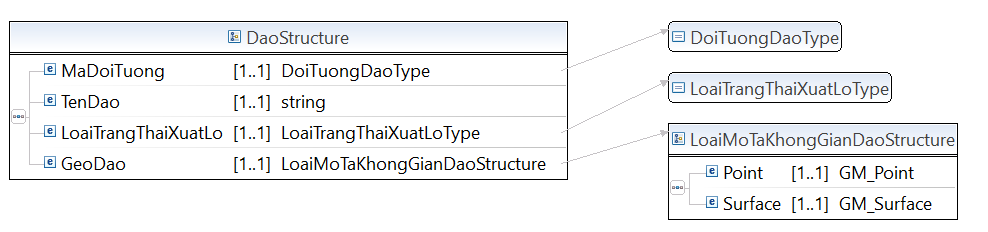 DaoStructure
MaDoiTuong [1..1] DoiTuongDaoType
TenDao [1..1] string
LoaiTrangThaiXuatLo [1..1] LoaiTrangThaiXuatLoType
GeoDao [1..1] LoaiMoTaKhongGianDaoStructure
DoiTuongDaoType
LoaiTrangThaiXuatLoType
LoaiMoTaKhongGianDaoStructure
Point [1..1] GM_Point
Surface [1..1] GM_Surface